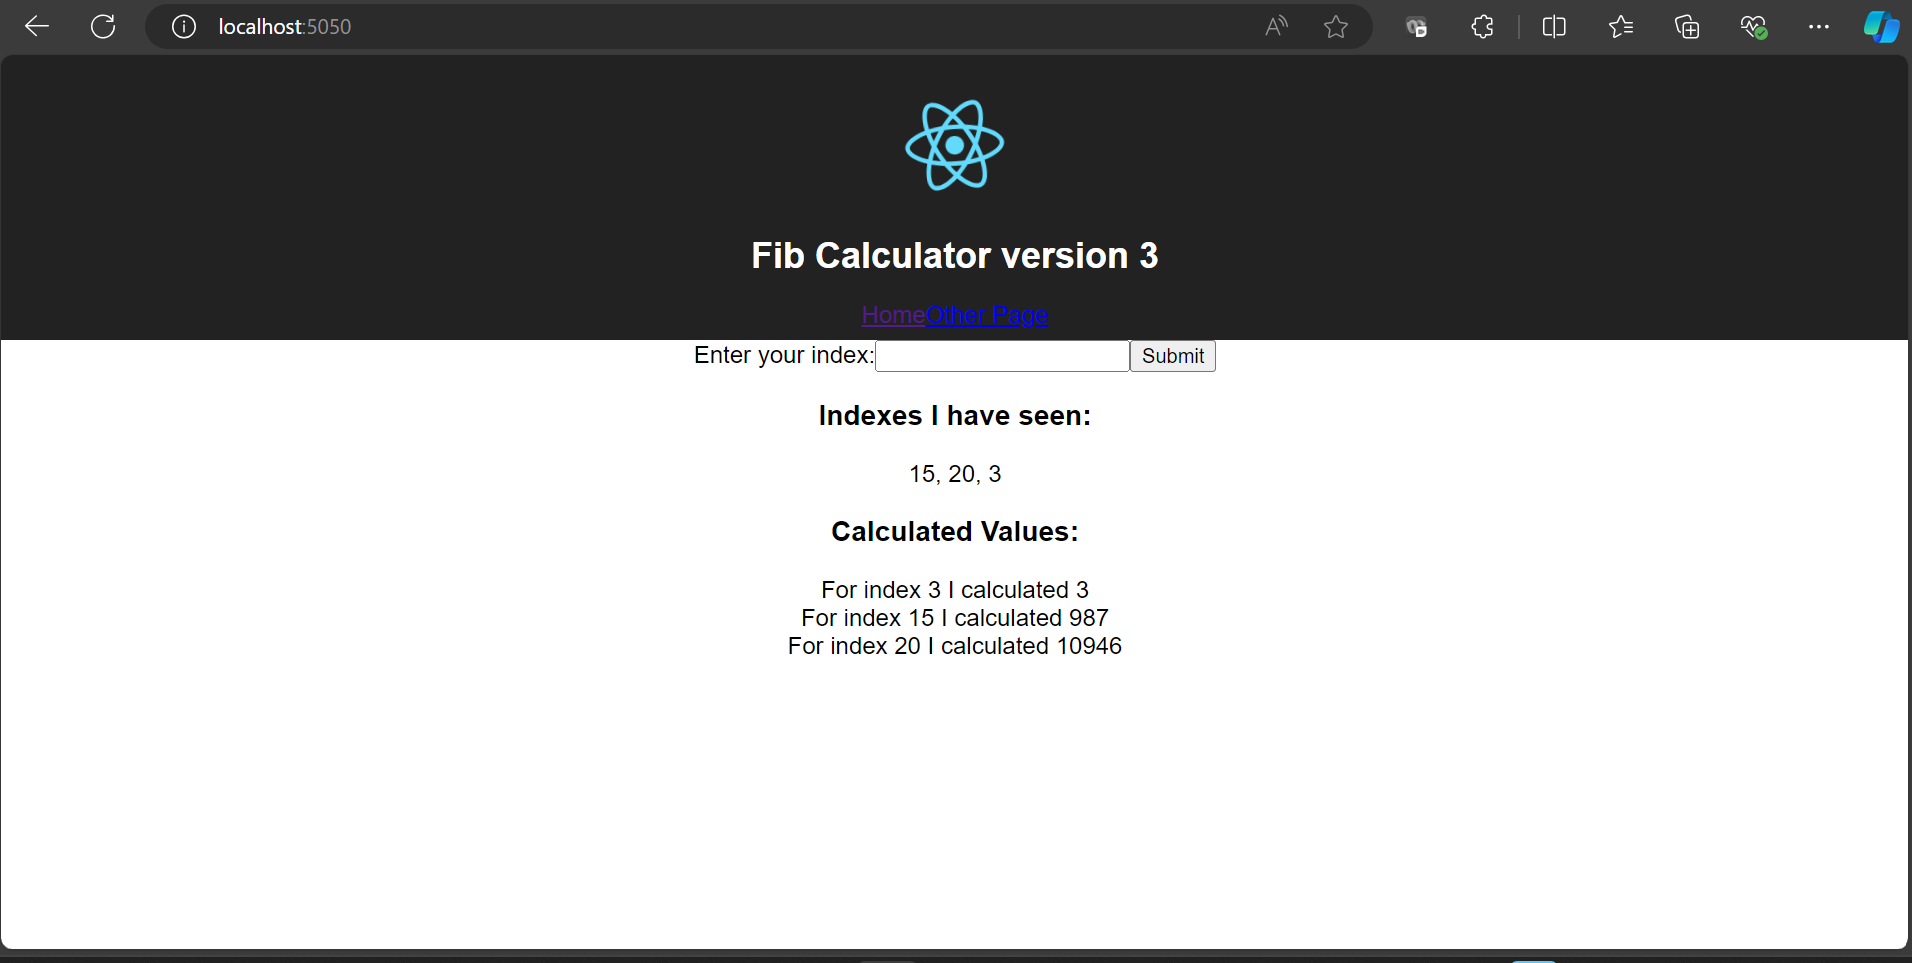 localhost:5050
Fib Calculator version 3
HomeOther Page
Enter your index: Submit
Indexes I have seen:
15, 20, 3
Calculated Values:
For index 3 I calculated 3
For index 15 I calculated 987
For index 20 I calculated 10946